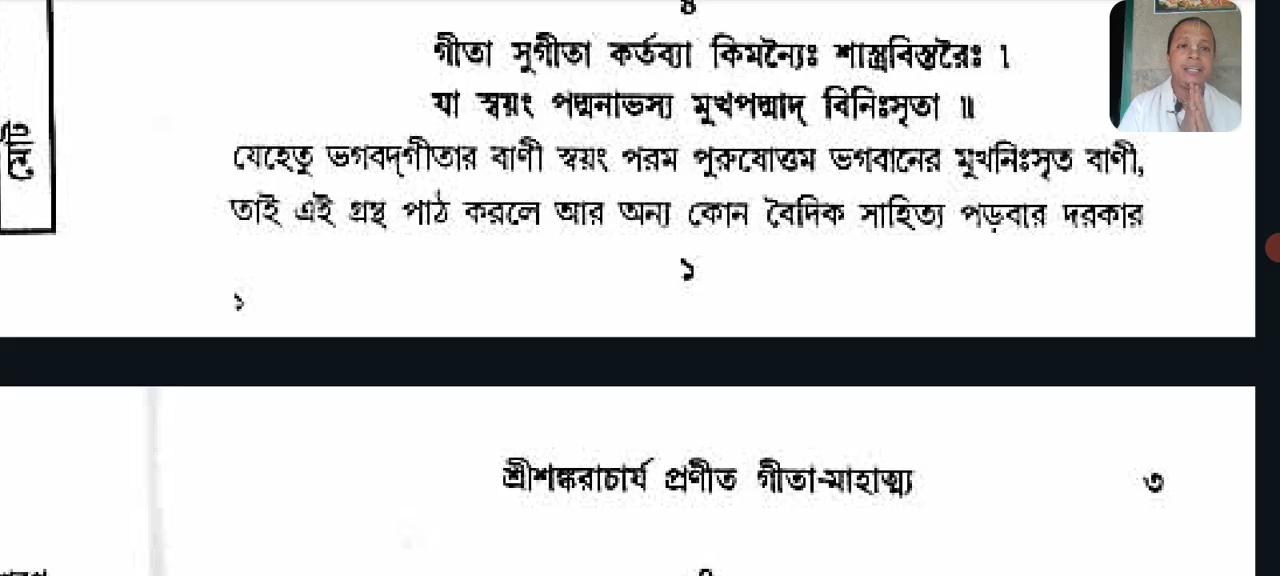 ৪
গীতা সুগীতা কর্তব্যা কিমন্যৈঃ শাস্ত্রবিস্তরৈঃ ।
যা স্বয়ং পদ্মনাভস্য মুখপদ্মাদ্ বিনিঃসৃতা ॥
যেহেতু ভগবদ্‌গীতার বাণী স্বয়ং পরম পুরুষোত্তম ভগবানের মুখনিঃসৃত বাণী,
তাই এই গ্রন্থ পাঠ করলে আর অন্য কোন বৈদিক সাহিত্য পড়বার দরকার
১
১
শ্রীশঙ্করাচার্য প্রণীত গীতা-মাহাত্ম্য
৩